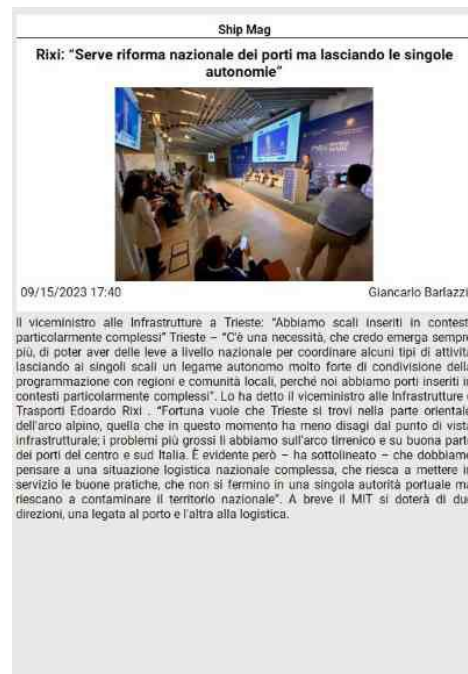 Ship Mag
Rixi: “Serve riforma nazionale dei porti ma lasciando le singole
autonomie”
09/15/2023 17:40
Giancarlo Barlazzi
Il viceministro alle Infrastrutture a Trieste: “Abbiamo scali inseriti in contest
particolarmente complessi” Trieste – “C'è una necessità, che credo emerga sempre
più, di poter aver delle leve a livello nazionale per coordinare alcuni tipi di attività
lasciando ai singoli scali un legame autonomo molto forte di condivisione della
programmazione con regioni e comunità locali, perché noi abbiamo porti inseriti in
contesti particolarmente complessi”. Lo ha detto il viceministro alle Infrastrutture e
Trasporti Edoardo Rixi . “Fortuna vuole che Trieste si trovi nella parte orientale
dell'arco alpino, quella che in questo momento ha meno disagi dal punto di vista
infrastrutturale; i problemi più grossi li abbiamo sull'arco tirrenico e su buona parte
dei porti del centro e sud Italia. È evidente però – ha sottolineato – che dobbiamo
pensare a una situazione logistica nazionale complessa, che riesca a mettere in
servizio le buone pratiche, che non si fermino in una singola autorità portuale ma
riescano a contaminare il territorio nazionale”. A breve il MIT si doterà di due
direzioni, una legata al porto e l'altra alla logistica.